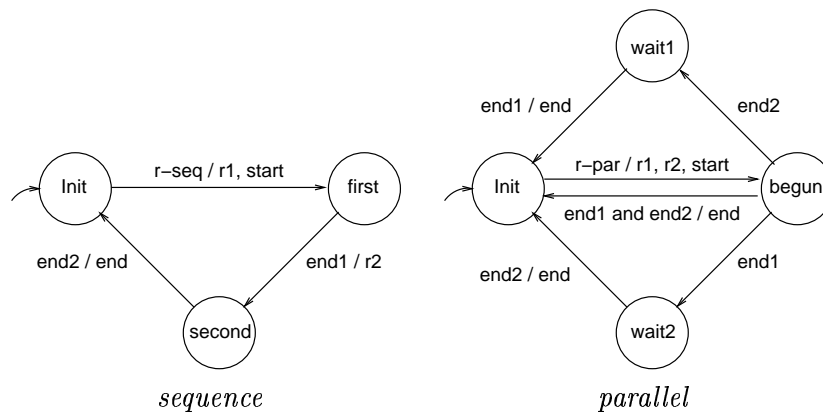 Init
r−seq / r1, start
first
end2 / end
end1 / r2
second
sequence
wait1
end1 / end
end2
Init
r−par / r1, r2, start
begun
end1 and end2 / end
end2 / end
end1
wait2
parallel